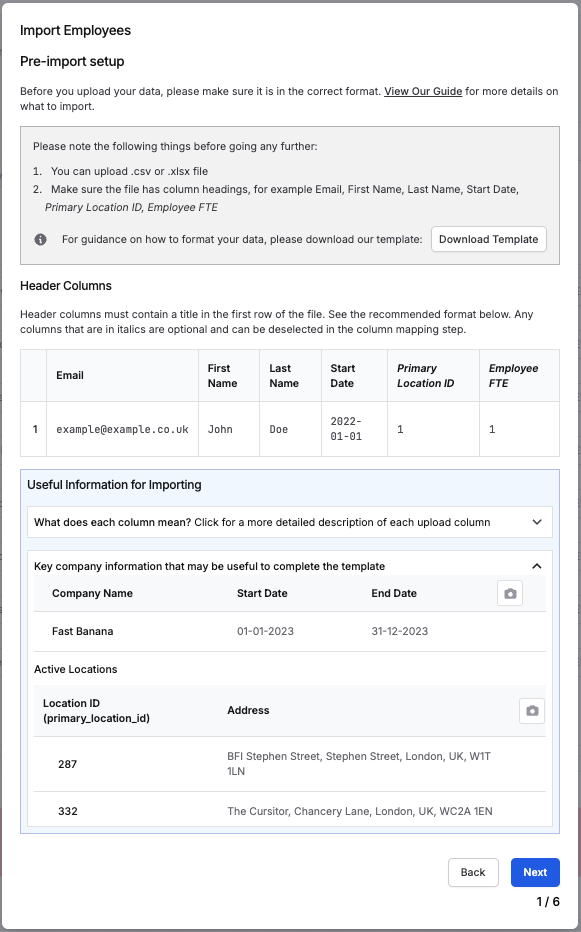 Import Employees
Pre-import setup
Before you upload your data, please make sure it is in the correct format. View Our Guide for more details on
what to import.
Please note the following things before going any further:
1. You can upload .csv or .xlsx file
2. Make sure the file has column headings, for example Email, First Name, Last Name, Start Date,
Primary Location ID, Employee FTE
For guidance on how to format your data, please download our template: Download Template
Header Columns
Header columns must contain a title in the first row of the file. See the recommended format below. Any
columns that are in italics are optional and can be deselected in the column mapping step.
Email First Name Last Name Start Date Primary Location ID Employee FTE
1 example@example.co.uk John Doe 2022-01-01 1 1
Useful Information for Importing
What does each column mean? Click for a more detailed description of each upload column
Key company information that may be useful to complete the template
Company Name Start Date End Date
Fast Banana 01-01-2023 31-12-2023
Active Locations
Location ID (primary_location_id) Address
287 BFI Stephen Street, Stephen Street, London, UK, W1T 1LN
332 The Cursitor, Chancery Lane, London, UK, WC2A 1EN
Back Next
1 / 6